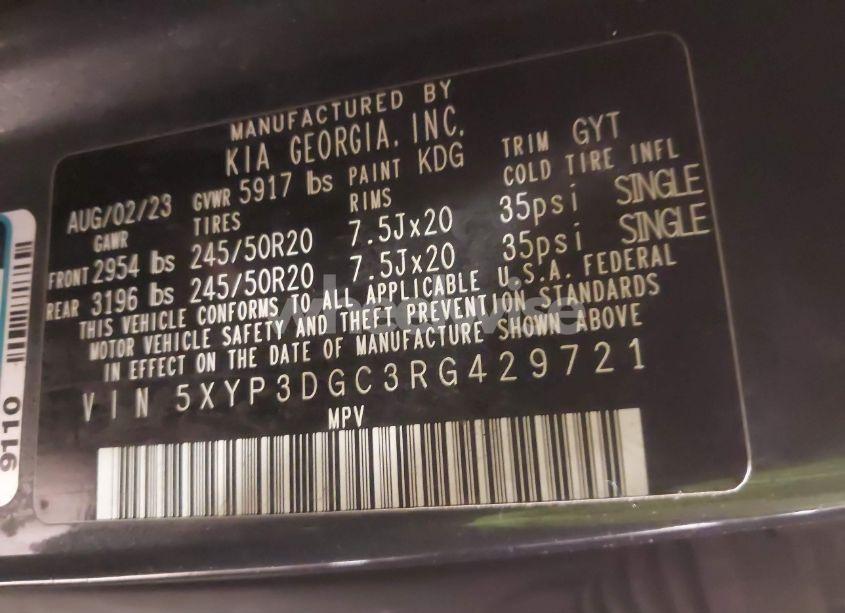 MANUFACTURED BY
KIA GEORGIA, INC.
AUG/02/23 GVWR 5917 lbs PAINT KDG TRIM GYT
GAWR TIRES RIMS COLD TIRE INFL
FRONT 2954 lbs 245/50R20 7.5Jx20 35psi SINGLE
REAR 3196 lbs 245/50R20 7.5Jx20 35psi SINGLE
THIS VEHICLE CONFORMS TO ALL APPLICABLE U.S.A. FEDERAL
MOTOR VEHICLE SAFETY AND THEFT PREVENTION STANDARDS
IN EFFECT ON THE DATE OF MANUFACTURE SHOWN ABOVE
VIN 5XYP3DGC3RG429721
MPV
9110
wheelwise